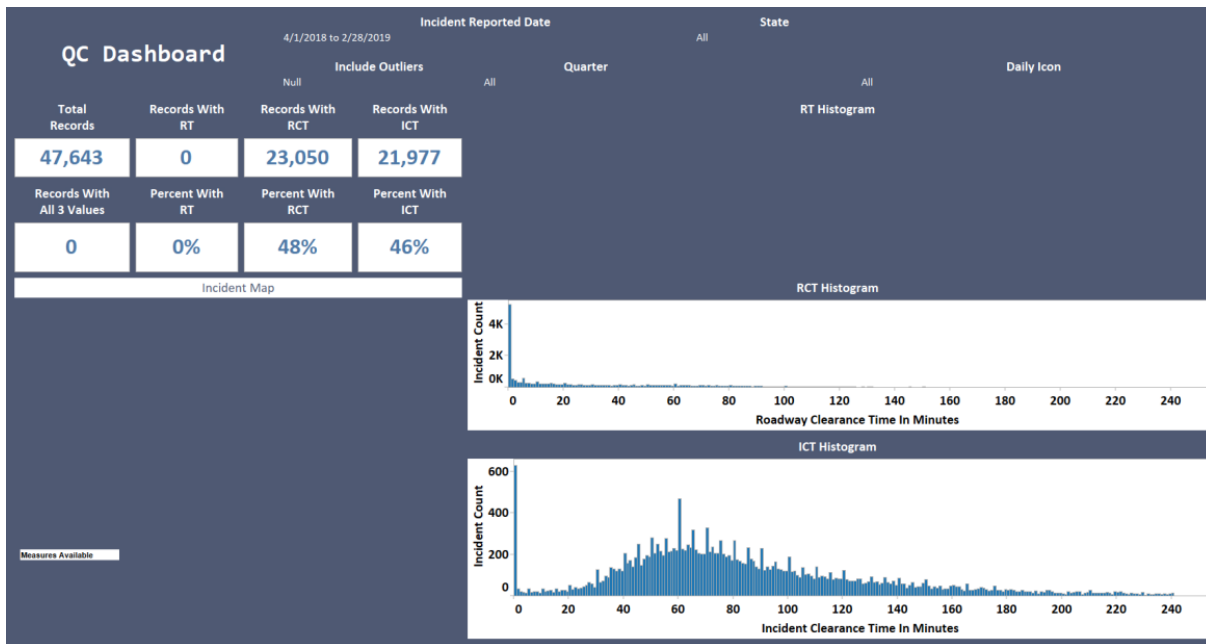 QC Dashboard
Incident Reported Date
4/1/2018 to 2/28/2019
State
All
Include Outliers
Null
Quarter
All
Daily Icon
All
Total
Records
47,643
Records With
RT
0
Records With
RCT
23,050
Records With
ICT
21,977
Records With
All 3 Values
0
Percent With
RT
0%
Percent With
RCT
48%
Percent With
ICT
46%
Incident Map
Measures Available
RT Histogram
RCT Histogram
Incident Count
4K
2K
0K
0 20 40 60 80 100 120 140 160 180 200 220 240
Roadway Clearance Time In Minutes
ICT Histogram
Incident Count
600
400
200
0
0 20 40 60 80 100 120 140 160 180 200 220 240
Incident Clearance Time In Minutes